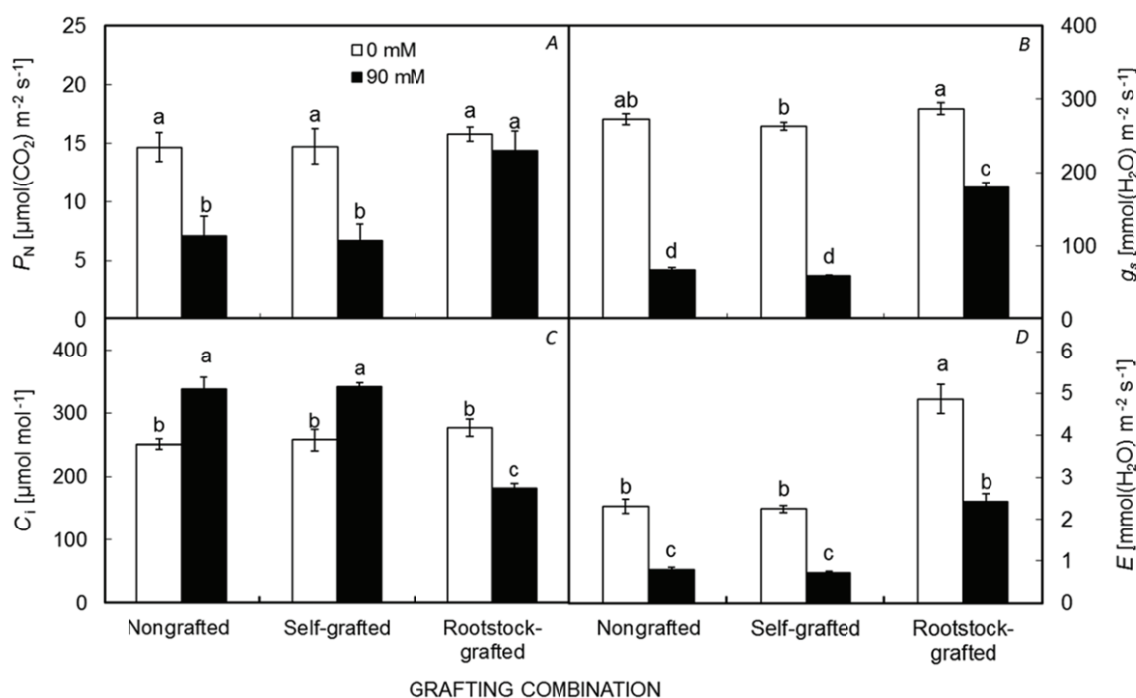 25
20
15
10
5
0
P_N [µmol(CO₂) m⁻² s⁻¹]
0 mM
90 mM
A
a
b
a
b
a
a
B
400
300
200
100
0
g_s [mmol(H₂O) m⁻² s⁻¹]
ab
d
b
d
a
c
C
400
300
200
100
0
C_i [µmol mol⁻¹]
b
a
b
a
b
c
D
6
5
4
3
2
1
0
E [mmol(H₂O) m⁻² s⁻¹]
b
c
b
c
a
b
Nongrafted
Self-grafted
Rootstock-
grafted
Nongrafted
Self-grafted
Rootstock-
grafted
GRAFTING COMBINATION